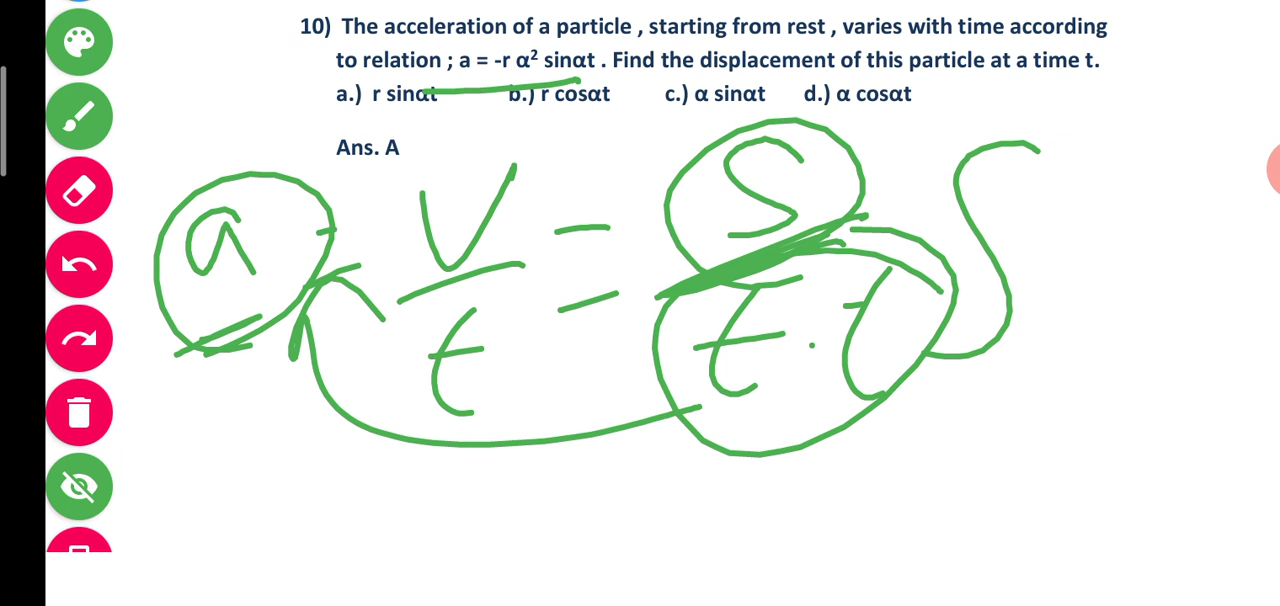 10) The acceleration of a particle , starting from rest , varies with time according
to relation ; a = -r α² sinαt . Find the displacement of this particle at a time t.
a.) r sinαt b.) r cosαt c.) α sinαt d.) α cosαt
Ans. A
a = V/t = S/t.t S